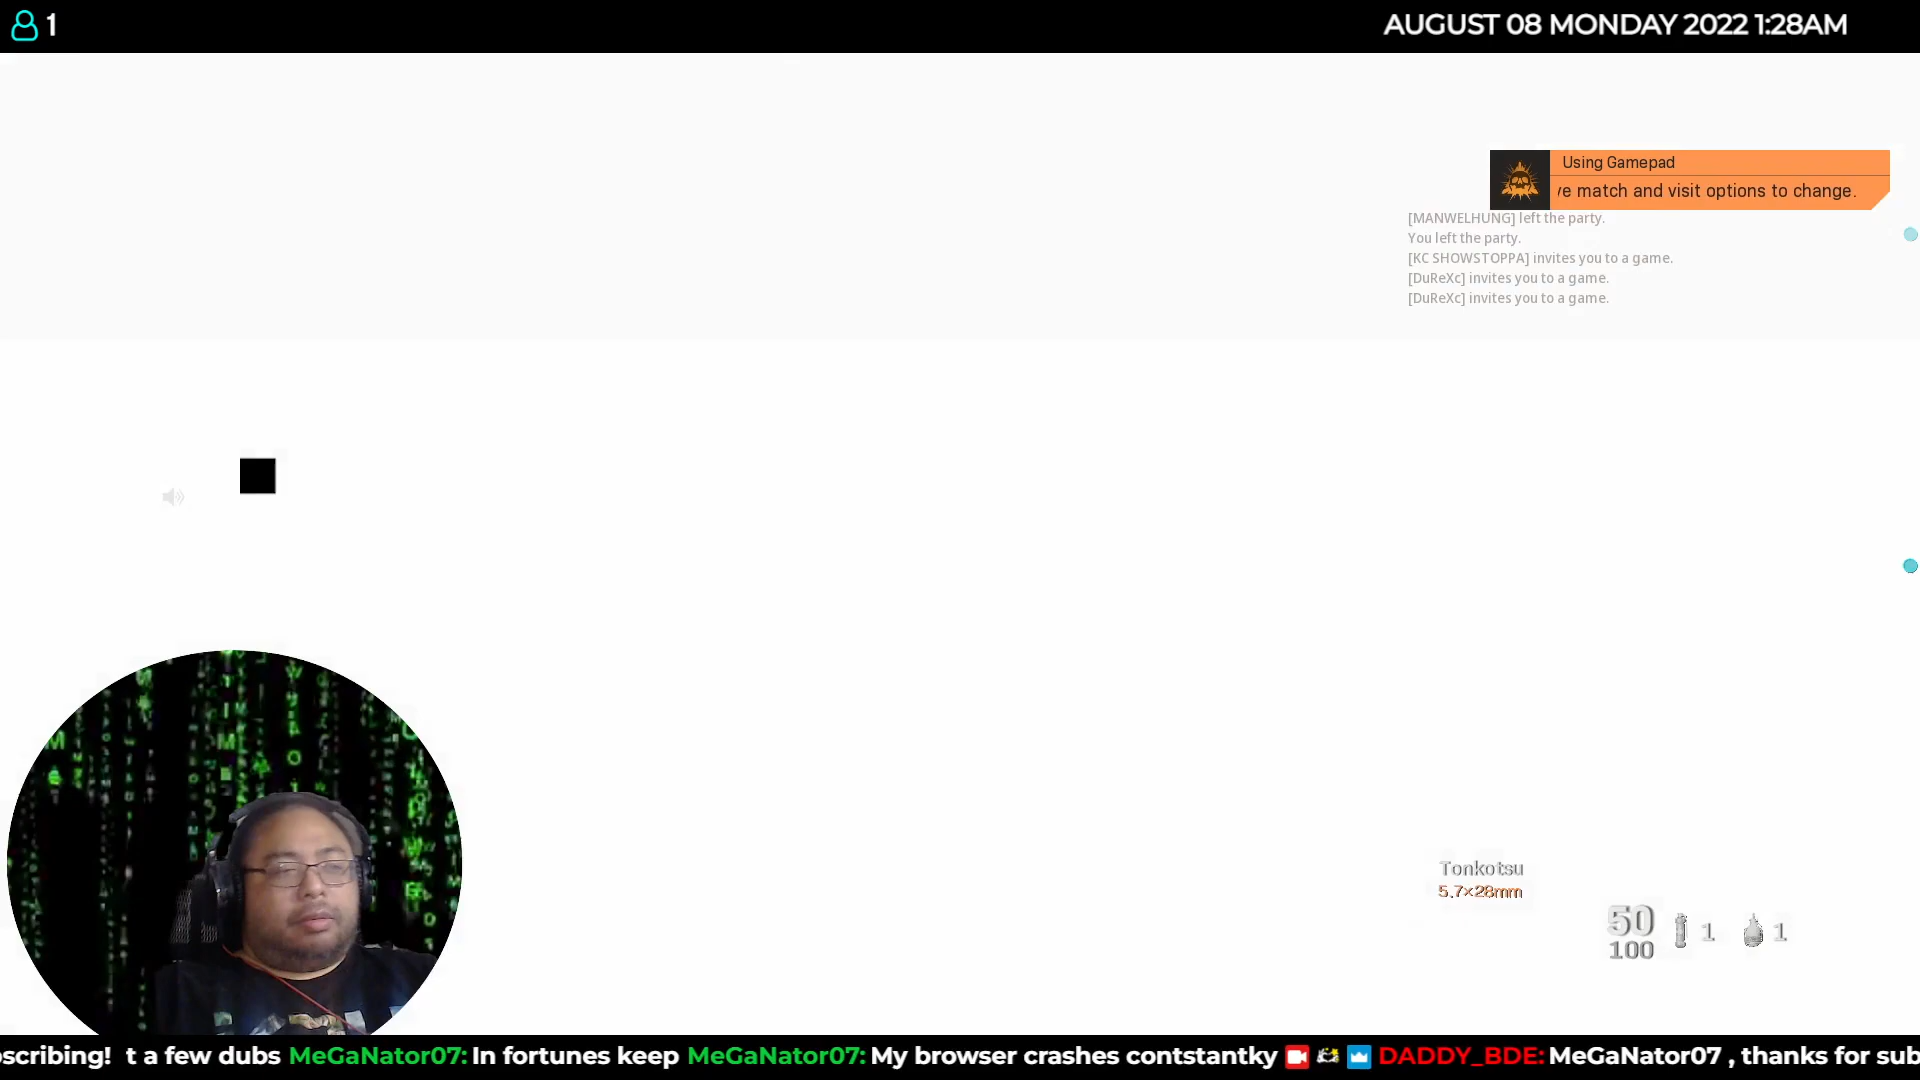 1
AUGUST 08 MONDAY 2022 1:28AM
Using Gamepad
ve match and visit options to change.
[MANWELHUNG] left the party.
You left the party.
[KC SHOWSTOPPA] invites you to a game.
[DuReXc] invites you to a game.
[DuReXc] invites you to a game.
Tonkotsu
5.7×28mm
50
100
1
1
oscribing! t a few dubs MeGaNator07: In fortunes keep MeGaNator07: My browser crashes contstantky DADDY_BDE: MeGaNator07 , thanks for sub